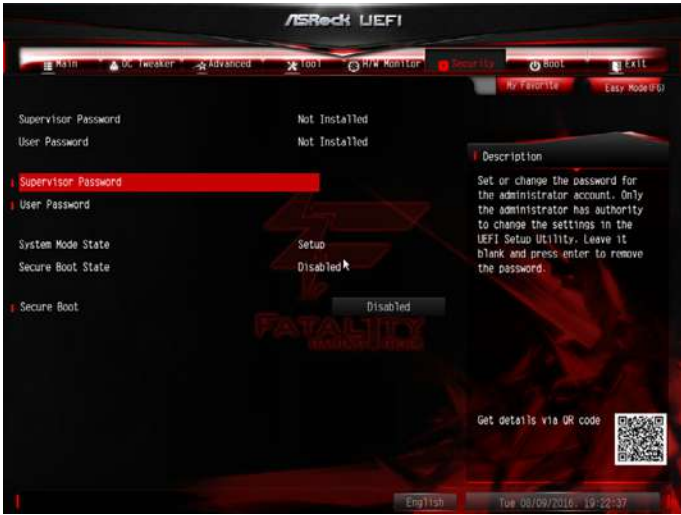 ASRock UEFI
Main OC Tweaker Advanced Tool H/W Monitor Security Boot Exit
My Favorite Easy Mode(F6)
Supervisor Password Not Installed
User Password Not Installed
Supervisor Password
User Password
System Mode State Setup
Secure Boot State Disabled
Secure Boot Disabled
Description
Set or change the password for
the administrator account. Only
the administrator has authority
to change the settings in the
UEFI Setup Utility. Leave it
blank and press enter to remove
the password.
FATAL1TY
Get details via QR code
English Tue 08/09/2016. 19:22:37